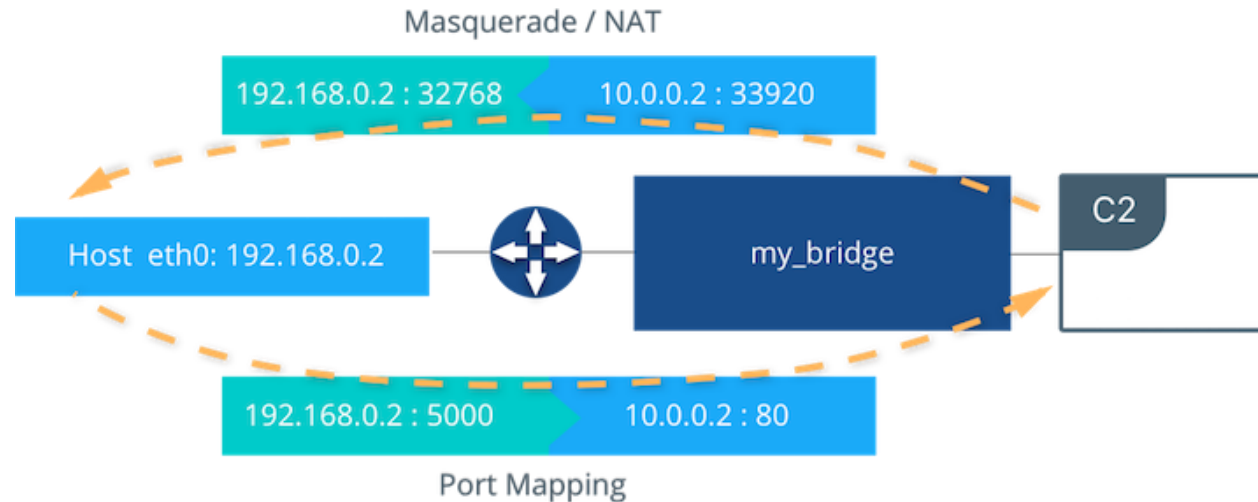 Masquerade / NAT
192.168.0.2 : 32768
10.0.0.2 : 33920
C2
Host eth0: 192.168.0.2
my_bridge
192.168.0.2 : 5000
10.0.0.2 : 80
Port Mapping